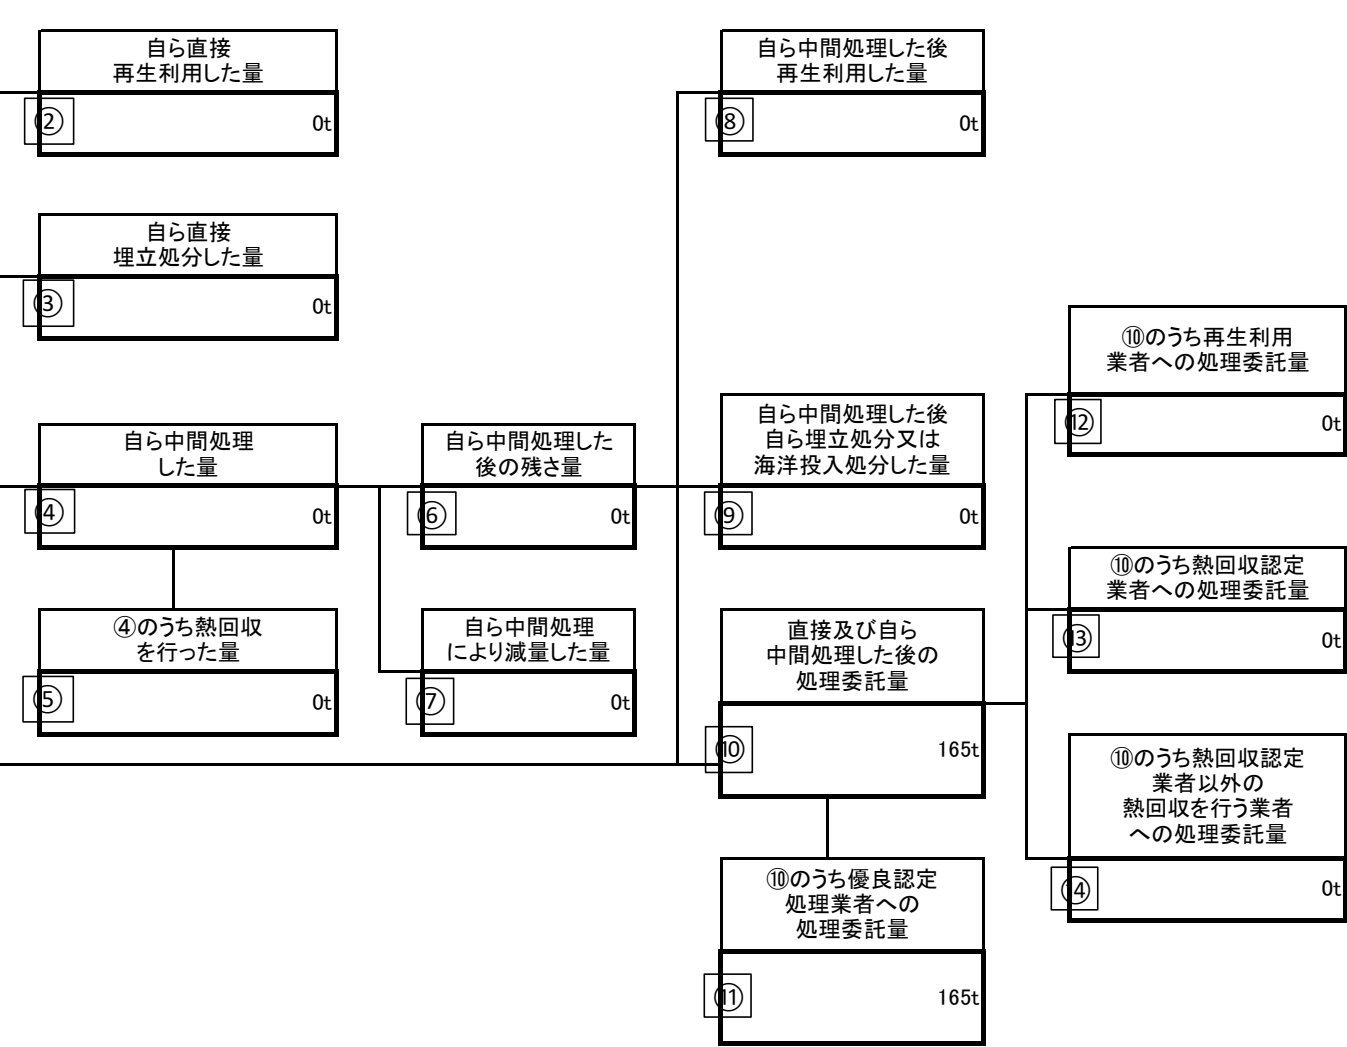 自ら直接
再生利用した量
②
0t
自ら中間処理した後
再生利用した量
⑧
0t
自ら直接
埋立処分した量
③
0t
⑩のうち再生利用
業者への処理委託量
⑫
0t
自ら中間処理
した量
④
0t
自ら中間処理した
後の残さ量
⑥
0t
自ら中間処理した後
自ら埋立処分又は
海洋投入処分した量
⑨
0t
⑩のうち熱回収認定
業者への処理委託量
⑬
0t
④のうち熱回収
を行った量
⑤
0t
自ら中間処理
により減量した量
⑦
0t
直接及び自ら
中間処理した後の
処理委託量
⑩
165t
⑩のうち熱回収認定
業者以外の
熱回収を行う業者
への処理委託量
⑭
0t
⑩のうち優良認定
処理業者への
処理委託量
⑪
165t